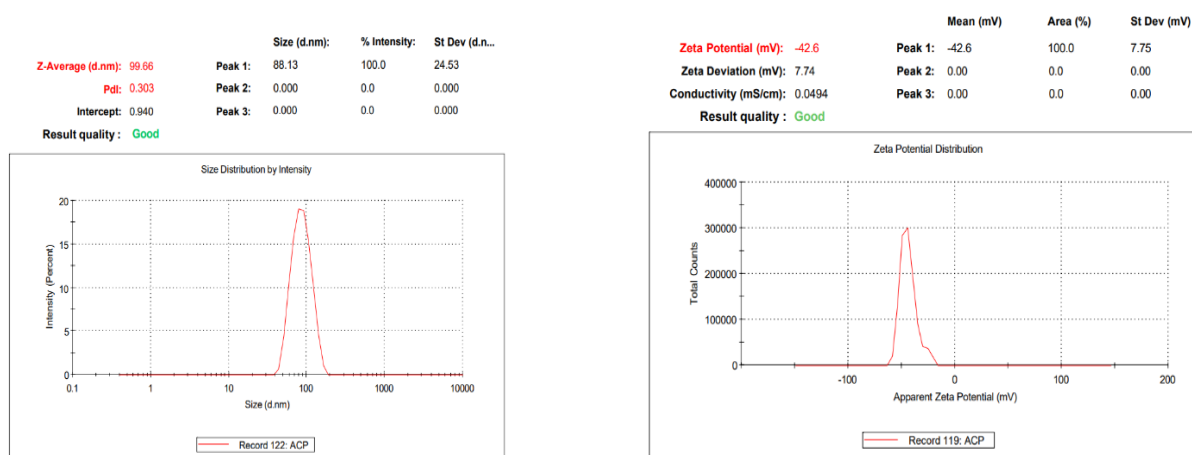 Size (d.nm): % Intensity: St Dev (d.n...
Z-Average (d.nm): 99.66 Peak 1: 88.13 100.0 24.53
PdI: 0.303 Peak 2: 0.000 0.0 0.000
Intercept: 0.940 Peak 3: 0.000 0.0 0.000
Result quality : Good
Size Distribution by Intensity
20
15
10
5
0
Intensity (Percent)
0.1 1 10 100 1000 10000
Size (d.nm)
Record 122: ACP
Mean (mV) Area (%) St Dev (mV)
Zeta Potential (mV): -42.6 Peak 1: -42.6 100.0 7.75
Zeta Deviation (mV): 7.74 Peak 2: 0.00 0.0 0.00
Conductivity (mS/cm): 0.0494 Peak 3: 0.00 0.0 0.00
Result quality : Good
Zeta Potential Distribution
400000
300000
200000
100000
0
Total Counts
-100 0 100 200
Apparent Zeta Potential (mV)
Record 119: ACP